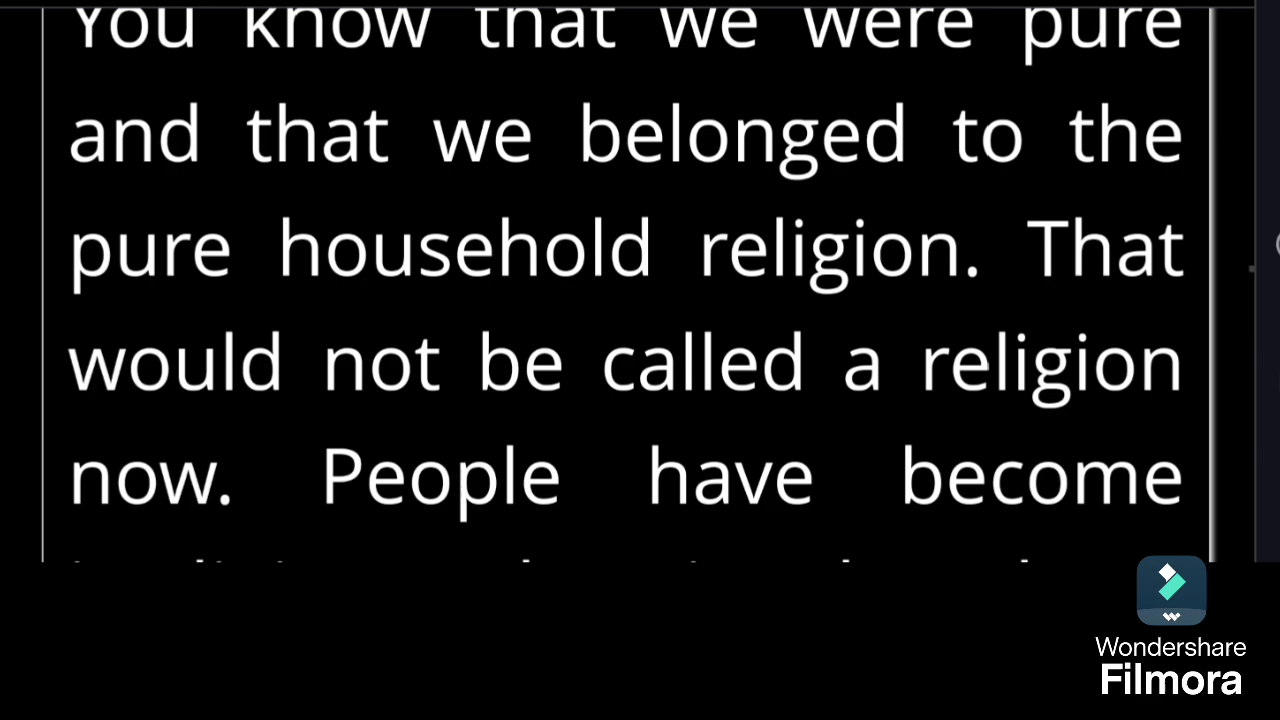 You know that we were pure
and that we belonged to the
pure household religion. That
would not be called a religion
now. People have become
Wondershare
Filmora